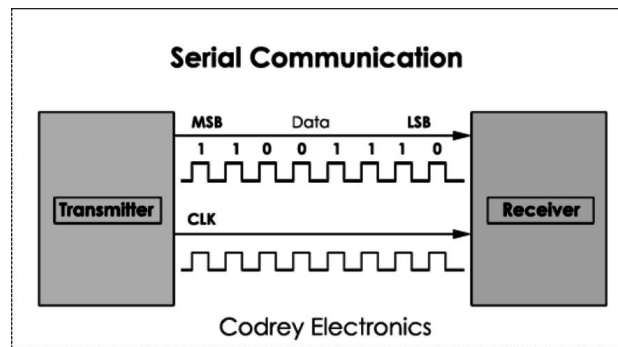 Serial Communication
MSB Data LSB
1 1 0 0 1 1 1 0
Transmitter
Receiver
CLK
Codrey Electronics